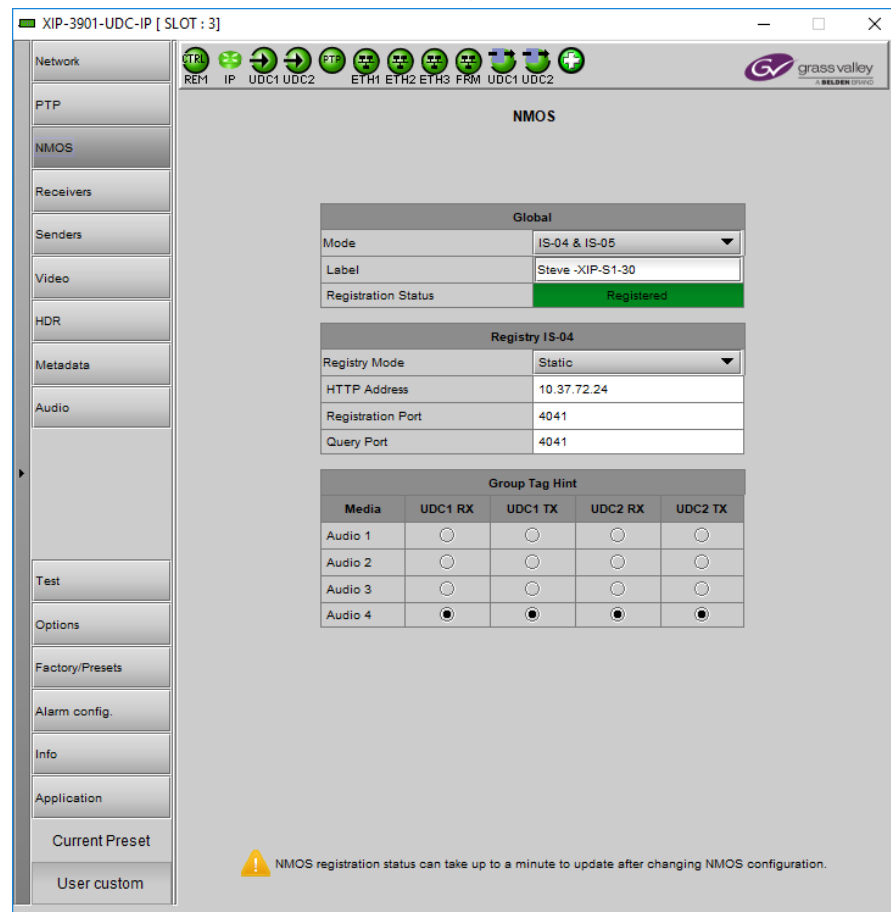 XIP-3901-UDC-IP [ SLOT : 3]
Network
PTP
NMOS
Receivers
Senders
Video
HDR
Metadata
Audio
Test
Options
Factory/Presets
Alarm config.
Info
Application
Current Preset
User custom
CTRL PTP
REM IP UDC1 UDC2 ETH1 ETH2 ETH3 FRM UDC1 UDC2
GV grass valley
A BELDEN BRAND
NMOS
Global
Mode IS-04 & IS-05
Label Steve -XIP-S1-30
Registration Status Registered
Registry IS-04
Registry Mode Static
HTTP Address 10.37.72.24
Registration Port 4041
Query Port 4041
Group Tag Hint
Media UDC1 RX UDC1 TX UDC2 RX UDC2 TX
Audio 1
Audio 2
Audio 3
Audio 4
NMOS registration status can take up to a minute to update after changing NMOS configuration.